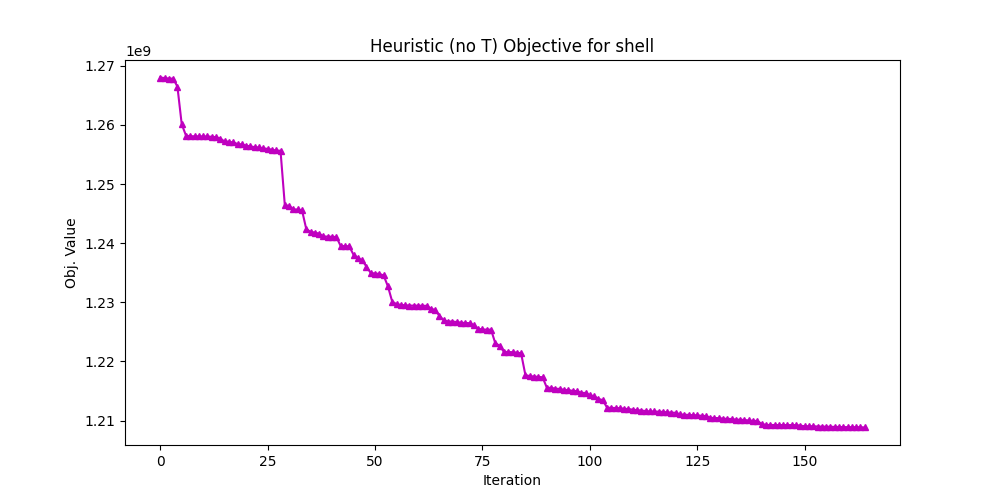 Heuristic (no T) Objective for shell
1e9
1.27
1.26
1.25
1.24
1.23
1.22
1.21
Obj. Value
0 25 50 75 100 125 150
Iteration